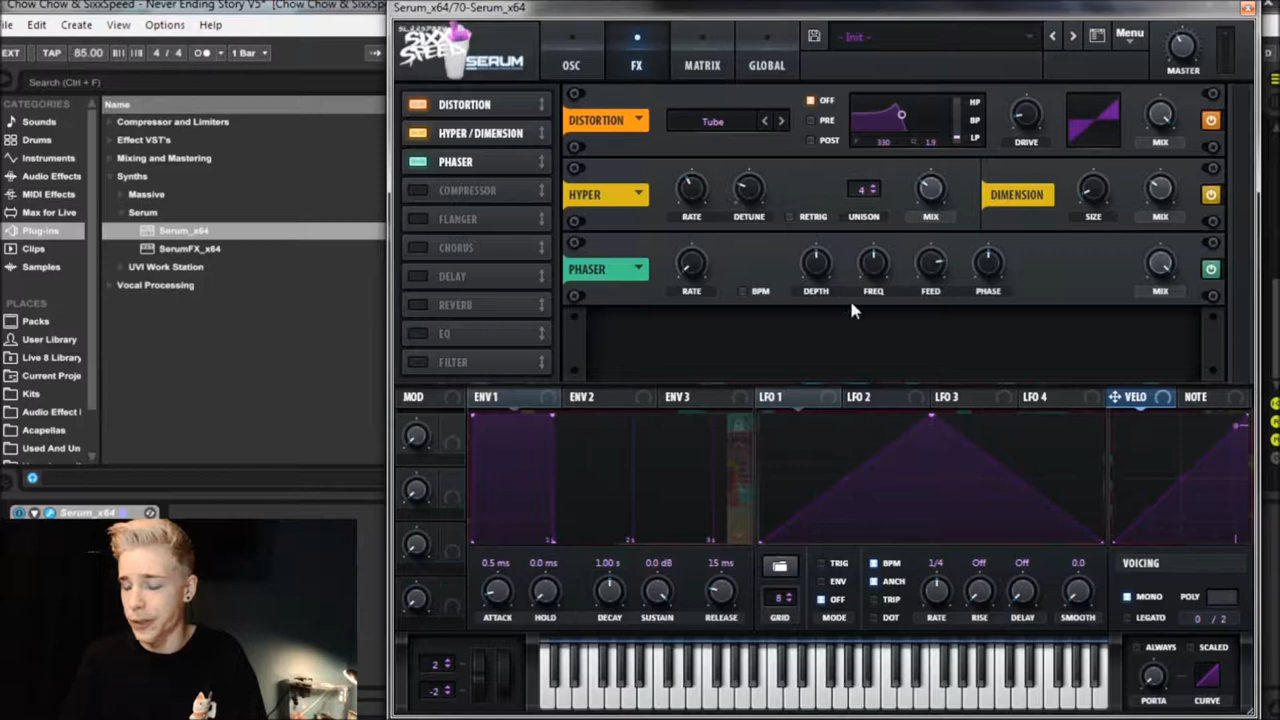 Chow Chow & SixxSpeed - Never Ending Story V5*
[Chow Chow & SixxSp
Serum_x64/70-Serum_x64
Edit Create View Options Help
EXT TAP 85.00 4 / 4 1 Bar
Search (Ctrl + F)
CATEGORIES
Sounds
Drums
Instruments
Audio Effects
MIDI Effects
Max for Live
Plug-ins
Clips
Samples
PLACES
Packs
User Library
Live 8 Library
Current Proje
Kits
Audio Effect
Acapellas
Used And Un
Name
Compressor and Limiters
Effect VST's
Mixing and Mastering
Synths
Massive
Serum
Serum_x64
SerumFX_x64
UVI Work Station
Vocal Processing
Serum_x64
SIXX SPEED
SERUM
OSC FX MATRIX GLOBAL
- Init -
Menu
MASTER
DISTORTION
HYPER / DIMENSION
PHASER
COMPRESSOR
FLANGER
CHORUS
DELAY
REVERB
EQ
FILTER
DISTORTION
Tube
OFF
PRE
POST
F 330 Q 1.9
HP
BP
LP
DRIVE
MIX
HYPER
RATE DETUNE
RETRIG
4
UNISON
MIX
DIMENSION
SIZE MIX
PHASER
RATE
BPM
DEPTH FREQ FEED PHASE MIX
MOD ENV 1 ENV 2 ENV 3 LFO 1 LFO 2 LFO 3 LFO 4 VELO NOTE
0.5 ms 0.0 ms 1.00 s 0.0 dB 15 ms
ATTACK HOLD DECAY SUSTAIN RELEASE
8
GRID
TRIG
ENV
OFF
MODE
BPM
ANCH
TRIP
DOT
1/4 Off Off 0.0
RATE RISE DELAY SMOOTH
VOICING
MONO POLY
LEGATO 0 / 2
2
-2
ALWAYS SCALED
PORTA CURVE